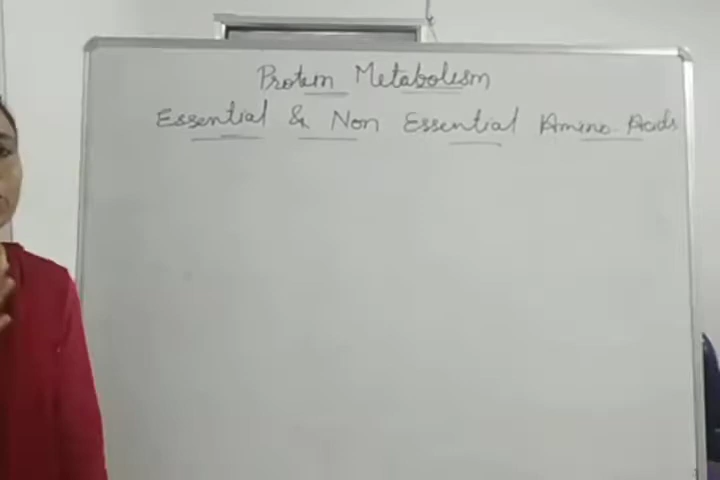 Protein Metabolism
Essential & Non Essential Amino Acids